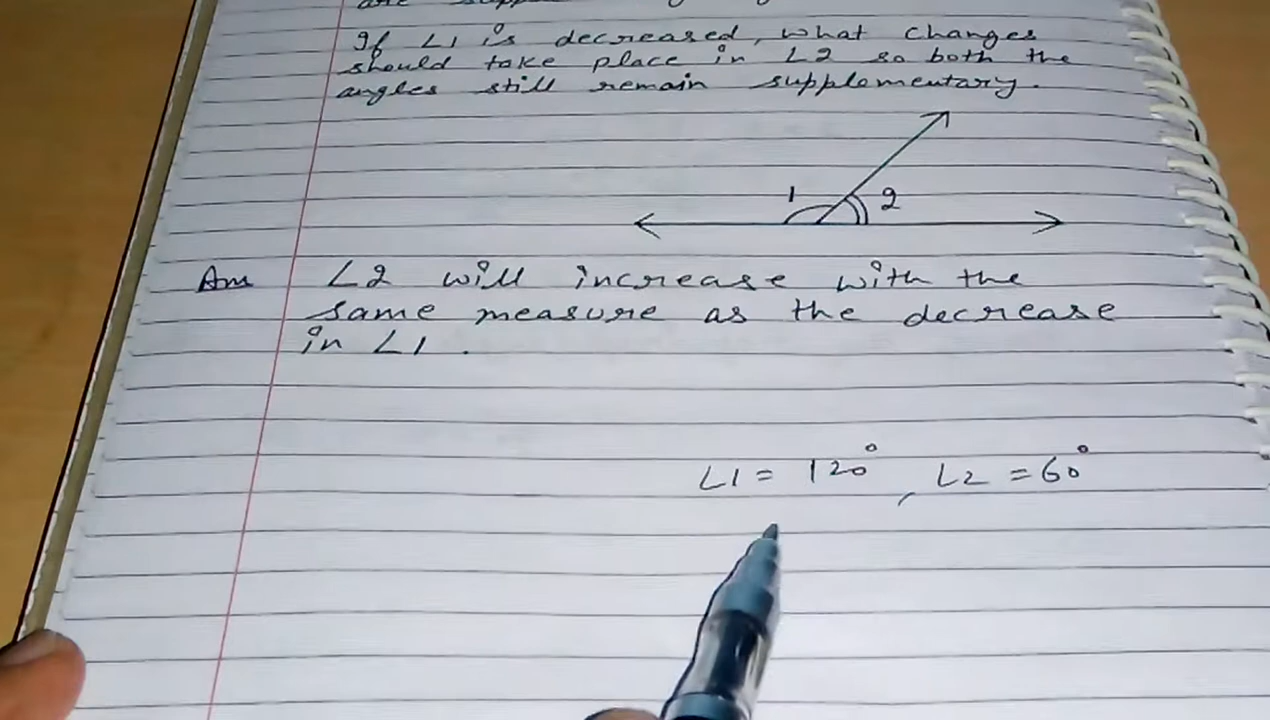 are
If ∠1 is decreased, what changes
should take place in ∠2 so both the
angles still remain supplementary.
1 2
Ans ∠2 will increase with the
same measure as the decrease
in ∠1.
∠1 = 120°, ∠2 = 60°